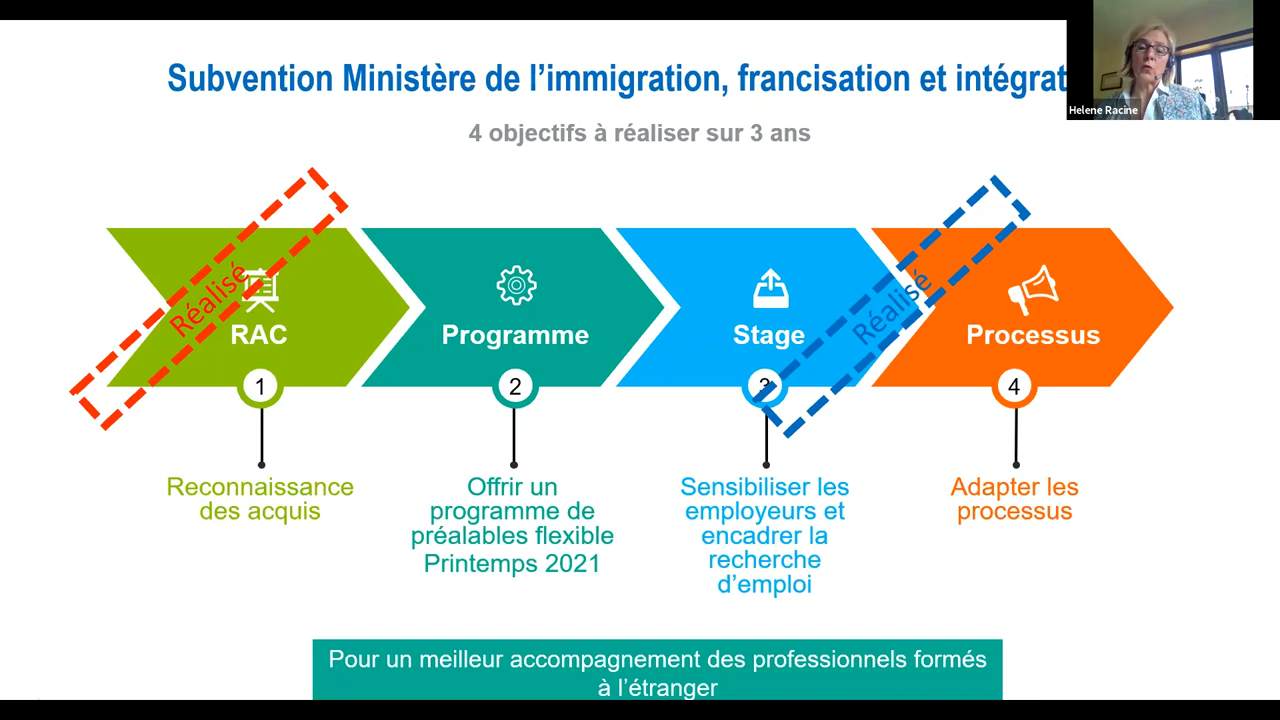 Subvention Ministère de l’immigration, francisation et intégrat
Helene Racine
4 objectifs à réaliser sur 3 ans
Réalisé
RAC
1
Reconnaissance
des acquis
Programme
2
Offrir un
programme de
préalables flexible
Printemps 2021
Stage
3
Sensibiliser les
employeurs et
encadrer la
recherche
d’emploi
Réalisé
Processus
4
Adapter les
processus
Pour un meilleur accompagnement des professionnels formés
à l’étranger